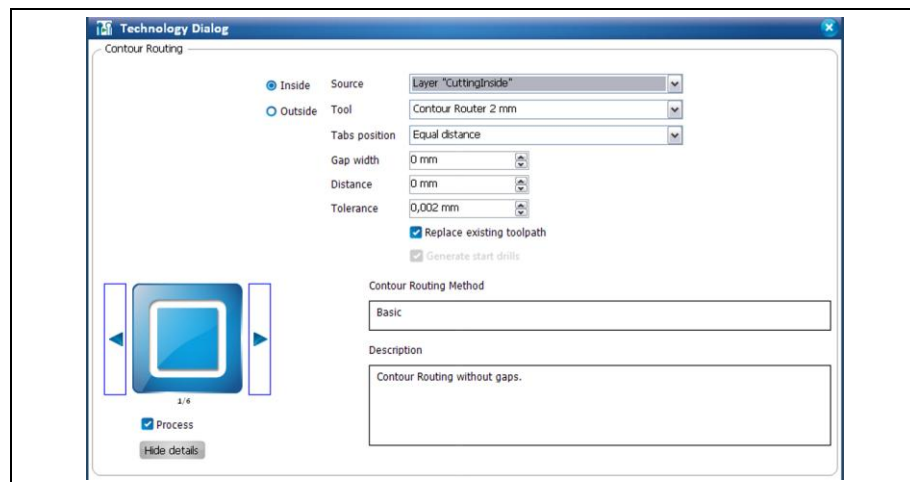 Technology Dialog
Contour Routing
Inside Source Layer "CuttingInside"
Outside Tool Contour Router 2 mm
Tabs position Equal distance
Gap width 0 mm
Distance 0 mm
Tolerance 0,002 mm
Replace existing toolpath
Generate start drills
Contour Routing Method
Basic
Description
Contour Routing without gaps.
1/6
Process
Hide details